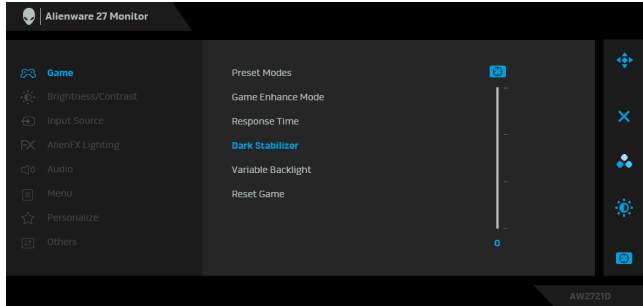 Alienware 27 Monitor
Game
Brightness/Contrast
Input Source
AlienFX Lighting
Audio
Menu
Personalize
Others
Preset Modes
Game Enhance Mode
Response Time
Dark Stabilizer
Variable Backlight
Reset Game
0
AW2721D